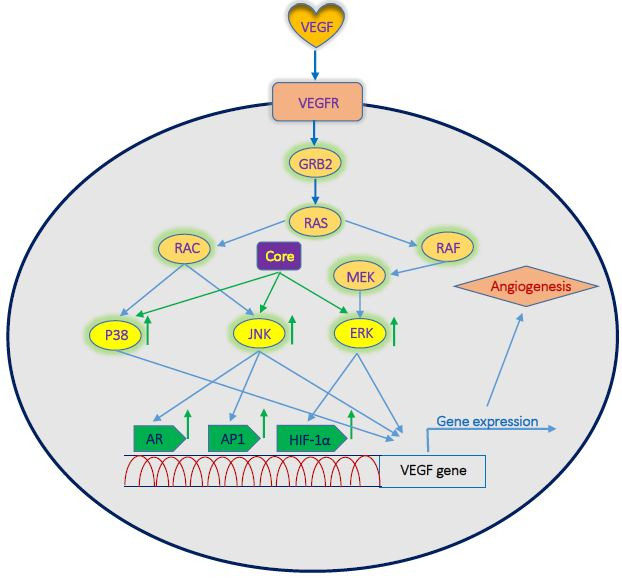 VEGF
VEGFR
GRB2
RAS
RAC
RAF
Core
MEK
Angiogenesis
P38
JNK
ERK
Gene expression
AR
AP1
HIF-1α
VEGF gene